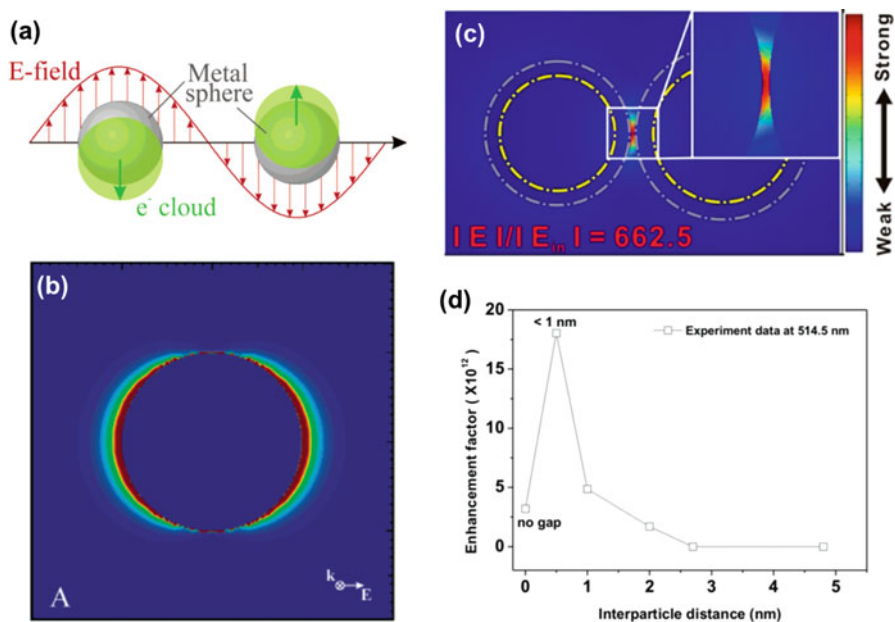 (a)
E-field
Metal
sphere
e⁻ cloud
(b)
A
k
E
(c)
I E I/I E_in I = 662.5
Strong
Weak
(d)
Enhancement factor ( X10¹²)
20
15
10
5
0
< 1 nm
no gap
Experiment data at 514.5 nm
0 1 2 3 4 5
Interparticle distance (nm)